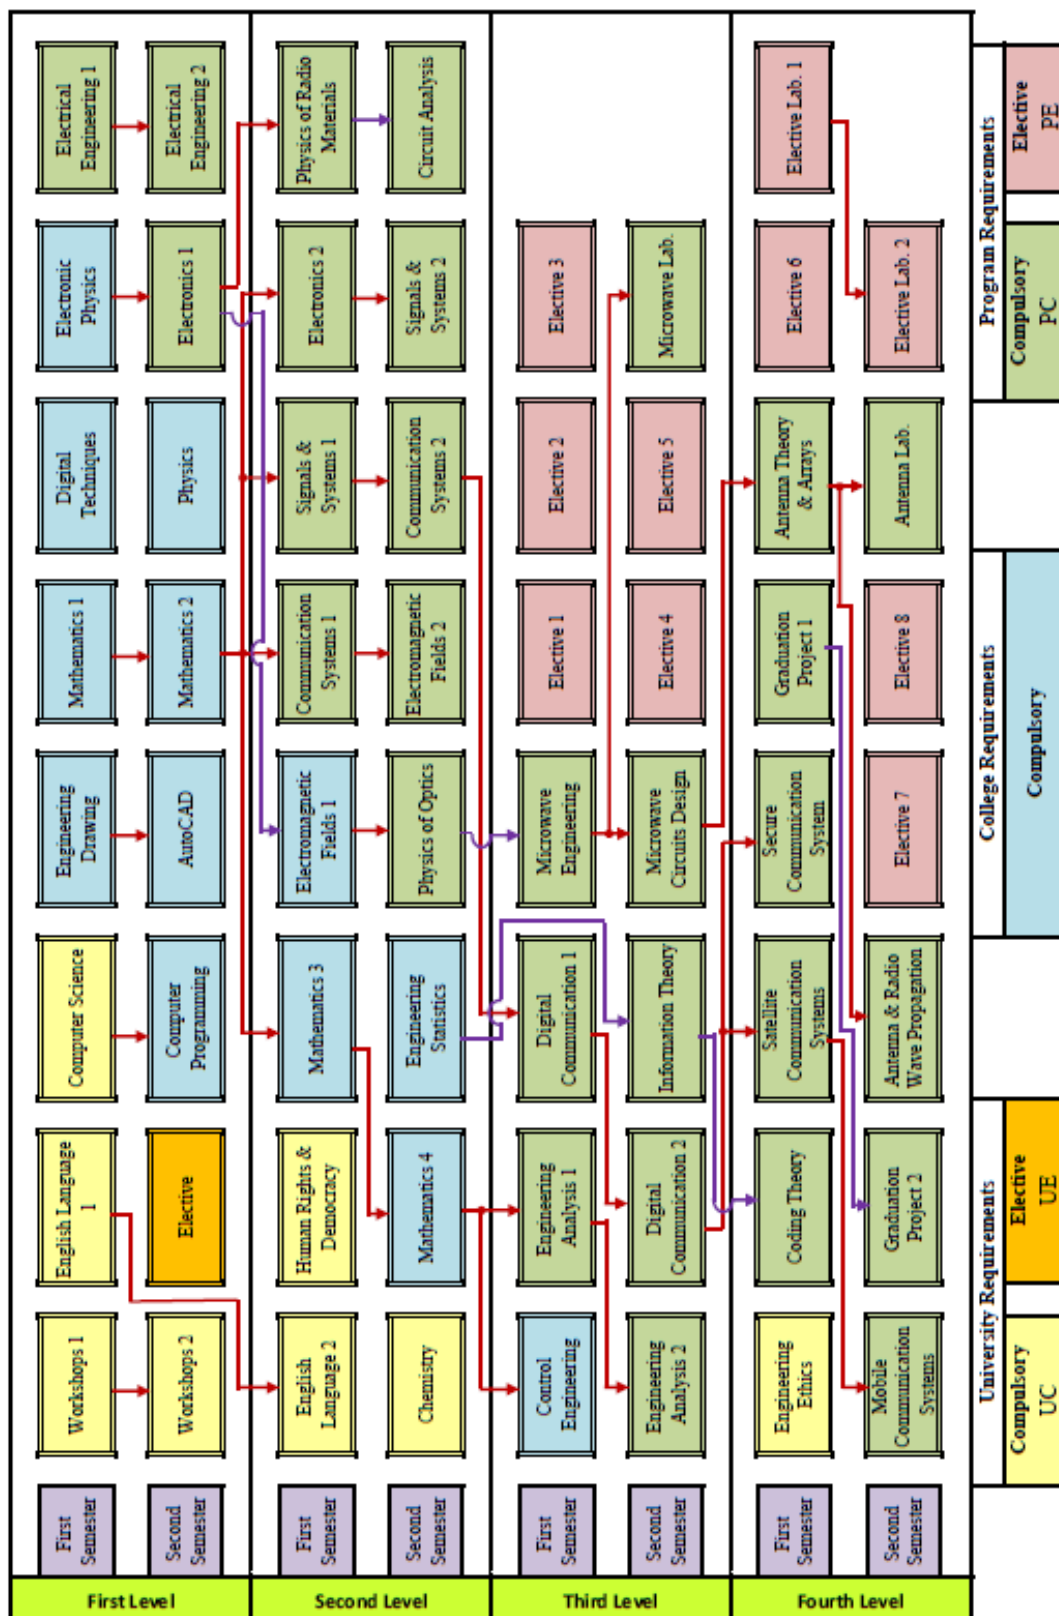 First Level
First
Semester
Workshops 1
English Language
1
Computer Science
Engineering
Drawing
Mathematics 1
Digital
Techniques
Electronic
Physics
Electrical
Engineering 1
Second
Semester
Workshops 2
Elective
Computer
Programming
AutoCAD
Mathematics 2
Physics
Electronics 1
Electrical
Engineering 2
Second Level
First
Semester
English
Language 2
Human Rights &
Democracy
Mathematics 3
Electromagnetic
Fields 1
Communication
Systems 1
Signals &
Systems 1
Electronics 2
Physics of Radio
Materials
Second
Semester
Chemistry
Mathematics 4
Engineering
Statistics
Physics of Optics
Electromagnetic
Fields 2
Communication
Systems 2
Signals &
Systems 2
Circuit Analysis
Third Level
First
Semester
Control
Engineering
Engineering
Analysis 1
Digital
Communication 1
Microwave
Engineering
Elective 1
Elective 2
Elective 3
Second
Semester
Engineering
Analysis 2
Digital
Communication 2
Information Theory
Microwave
Circuits Design
Elective 4
Elective 5
Microwave Lab.
Fourth Level
First
Semester
Engineering
Ethics
Coding Theory
Satellite
Communication
Systems
Secure
Communication
System
Graduation
Project 1
Antenna Theory
& Arrays
Elective 6
Elective Lab. 1
Second
Semester
Mobile
Communication
Systems
Graduation
Project 2
Antenna & Radio
Wave Propagation
Elective 7
Elective 8
Antenna Lab.
Elective Lab. 2
University Requirements
College Requirements
Program Requirements
Compulsory
UC
Elective
UE
Compulsory
Compulsory
PC
Elective
PE